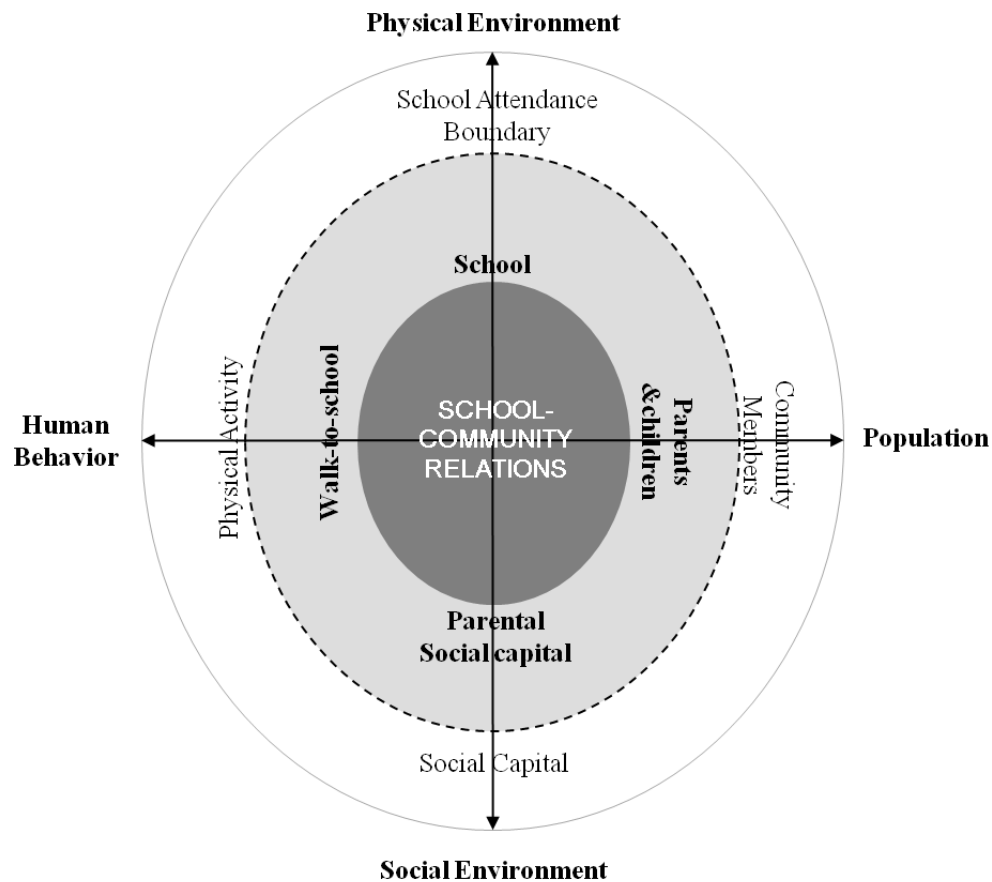 Physical Environment
School Attendance
Boundary
School
Walk-to-school
Physical Activity
Human
Behavior
SCHOOL-
COMMUNITY
RELATIONS
Parents
&children
Community
Members
Population
Parental
Social capital
Social Capital
Social Environment